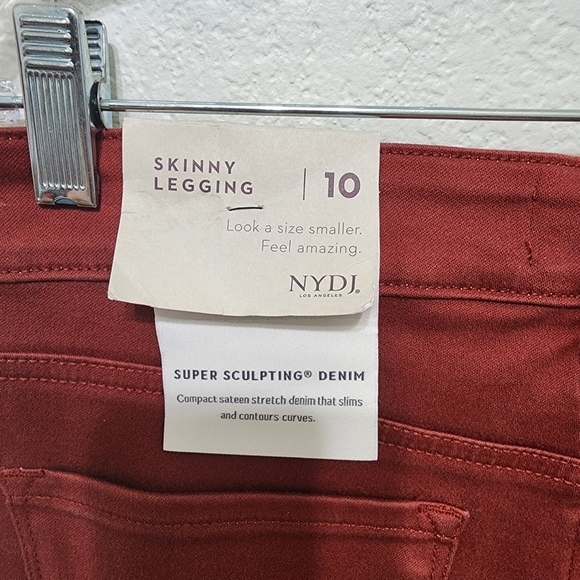 SKINNY
LEGGING | 10
Look a size smaller.
Feel amazing.
NYDJ®
LOS ANGELES
SUPER SCULPTING® DENIM
Compact sateen stretch denim that slims
and contours curves.